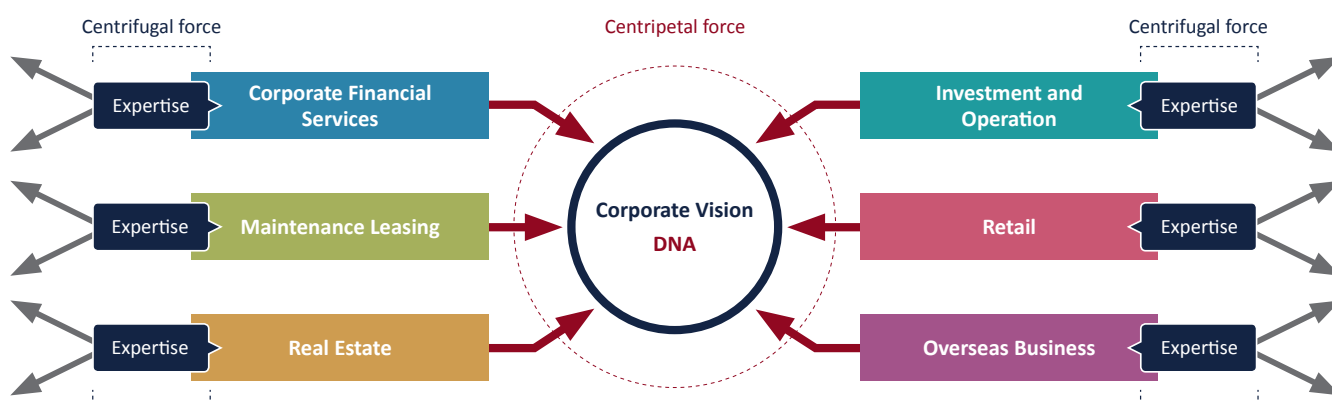 Centrifugal force
Centripetal force
Centrifugal force
Expertise
Corporate Financial
Services
Investment and
Operation
Expertise
Expertise
Maintenance Leasing
Corporate Vision
DNA
Retail
Expertise
Expertise
Real Estate
Overseas Business
Expertise